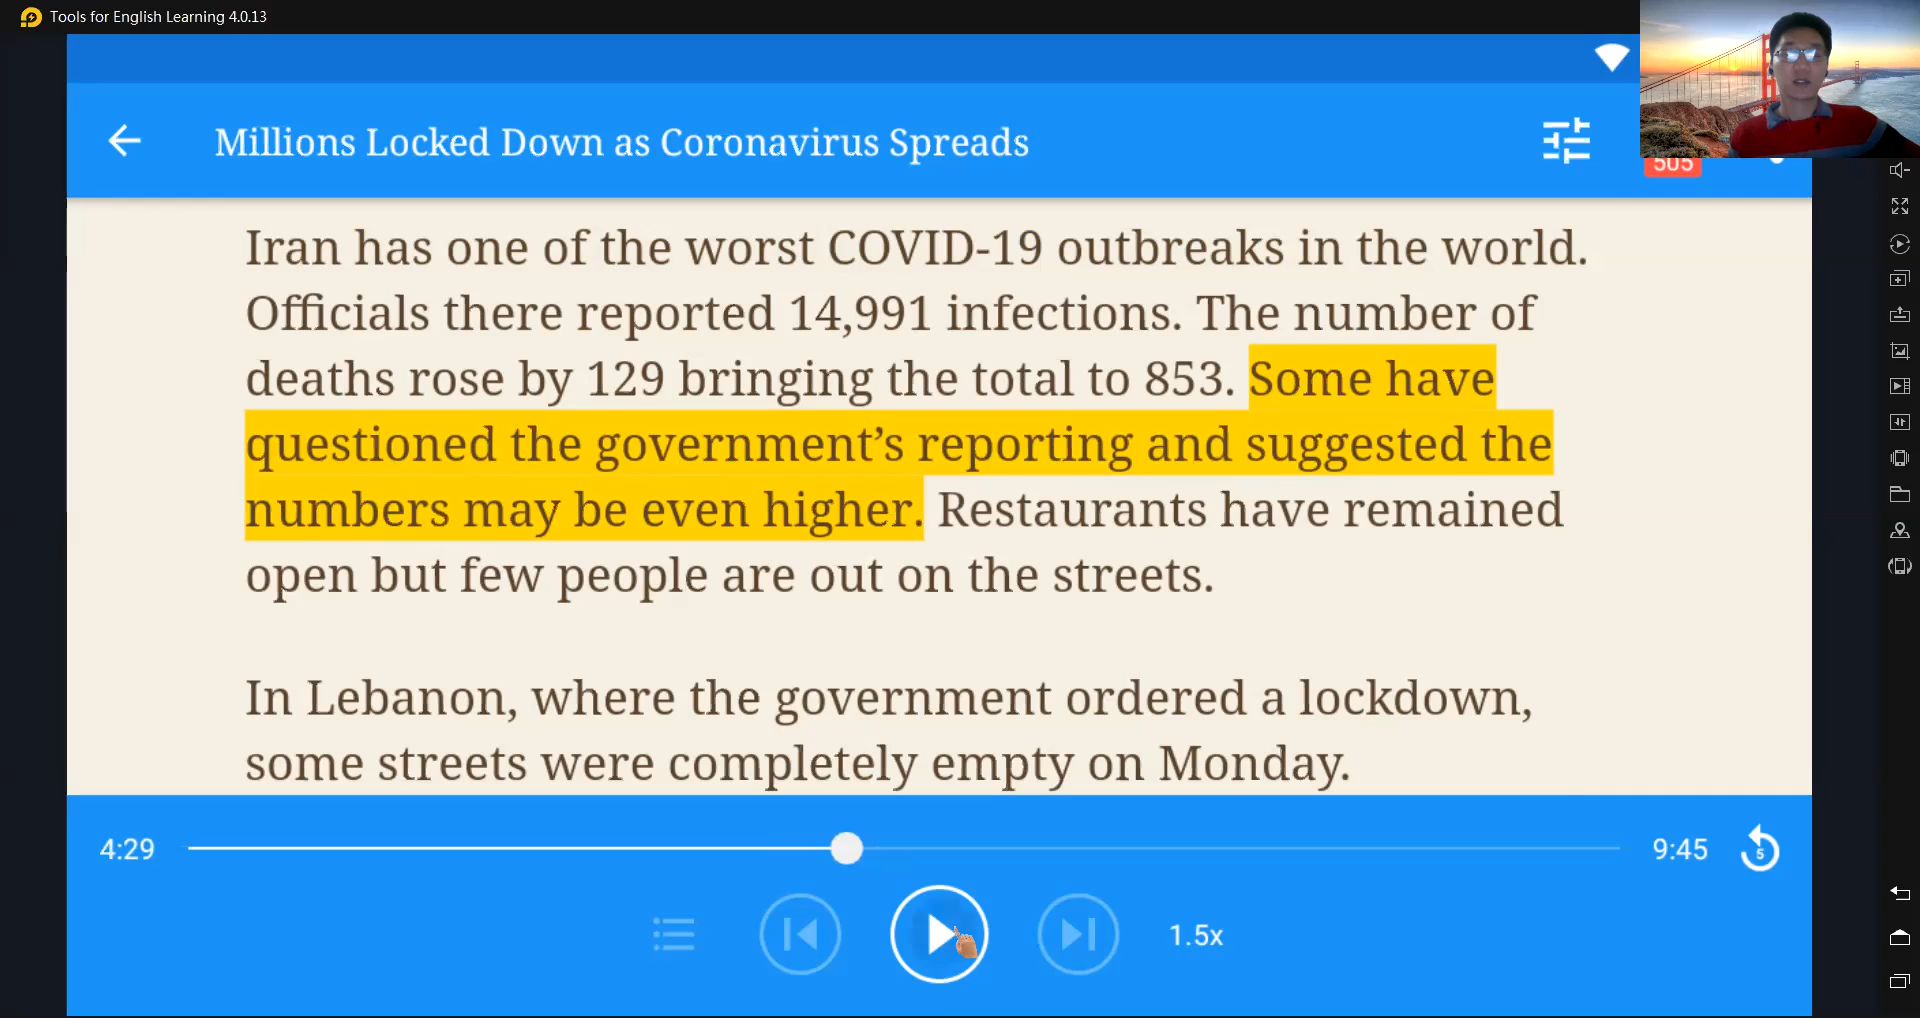 Tools for English Learning 4.0.13
Millions Locked Down as Coronavirus Spreads
505
Iran has one of the worst COVID-19 outbreaks in the world.
Officials there reported 14,991 infections. The number of
deaths rose by 129 bringing the total to 853. Some have
questioned the government’s reporting and suggested the
numbers may be even higher. Restaurants have remained
open but few people are out on the streets.
In Lebanon, where the government ordered a lockdown,
some streets were completely empty on Monday.
4:29
9:45
5
1.5x